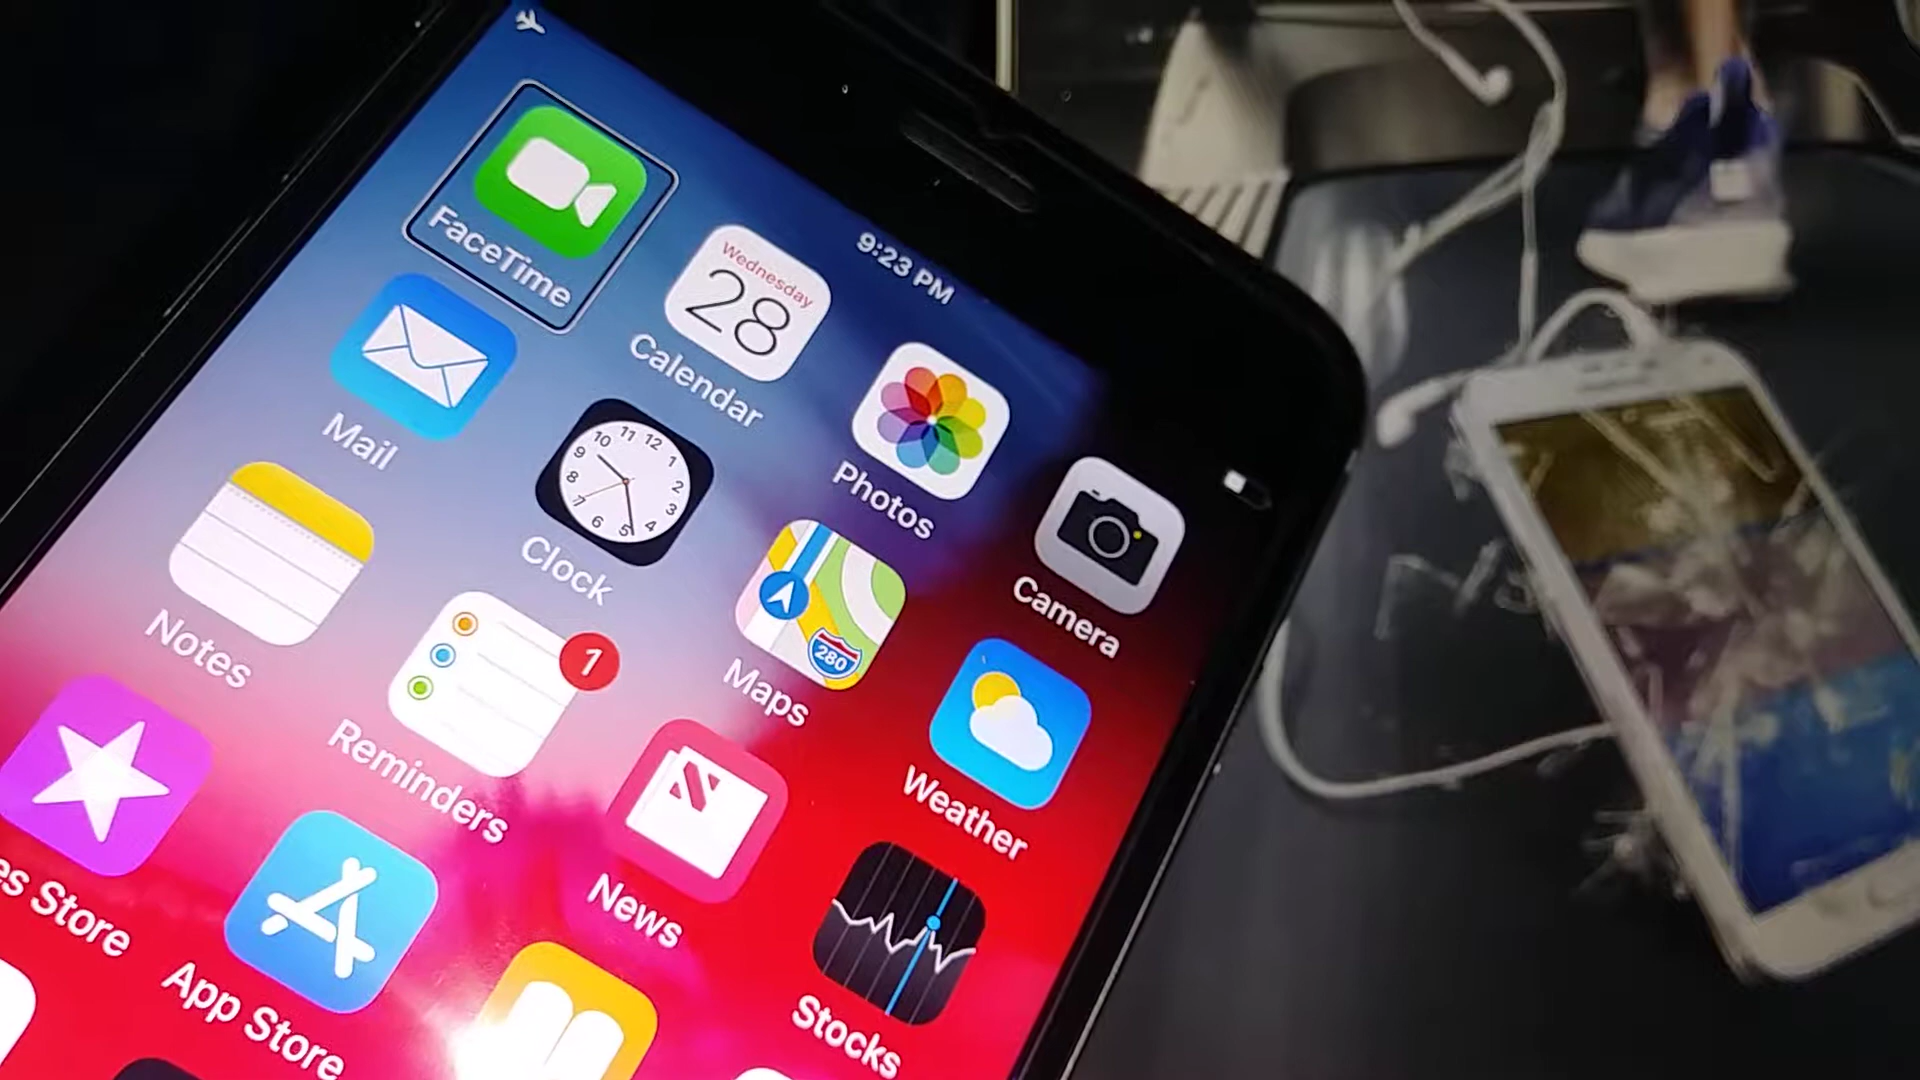 9:23 PM
FaceTime
Wednesday
28
Calendar
Photos
Camera
Mail
10 11 12 1 2 3 4 5 6 7 8 9
Clock
280
Maps
Weather
Notes
1
Reminders
News
Stocks
es Store
App Store